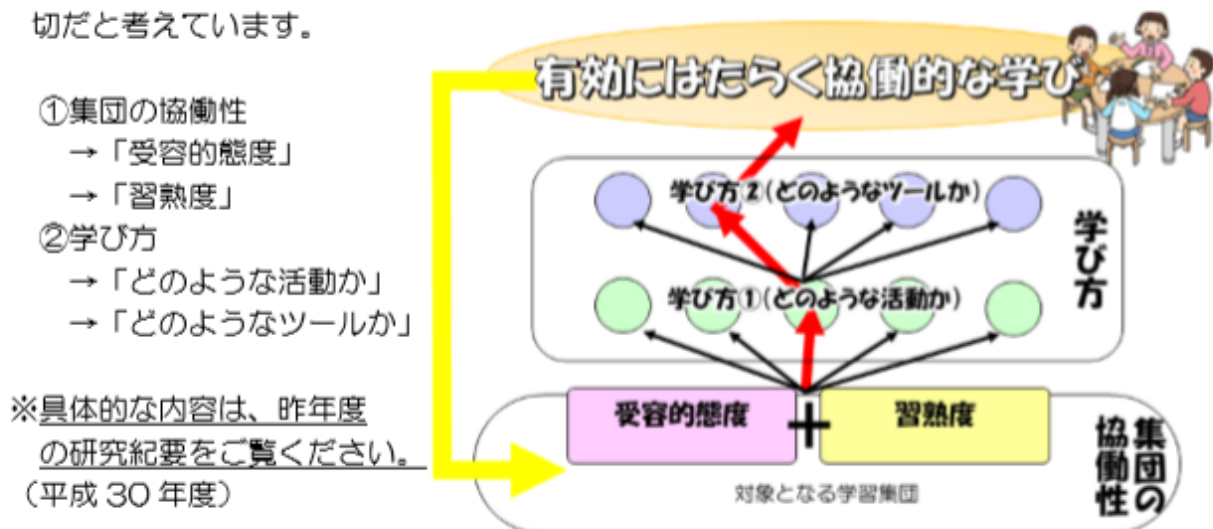 切だと考えています。
①集団の協働性
→「受容的態度」
→「習熟度」
②学び方
→「どのような活動か」
→「どのようなツールか」
※具体的な内容は、昨年度
の研究紀要をご覧ください。
（平成 30 年度）
有効にはたらく協働的な学び
学び方②(どのようなツールか)
学び方①(どのような活動か)
学び方
受容的態度
＋
習熟度
対象となる学習集団
集団の
協働性